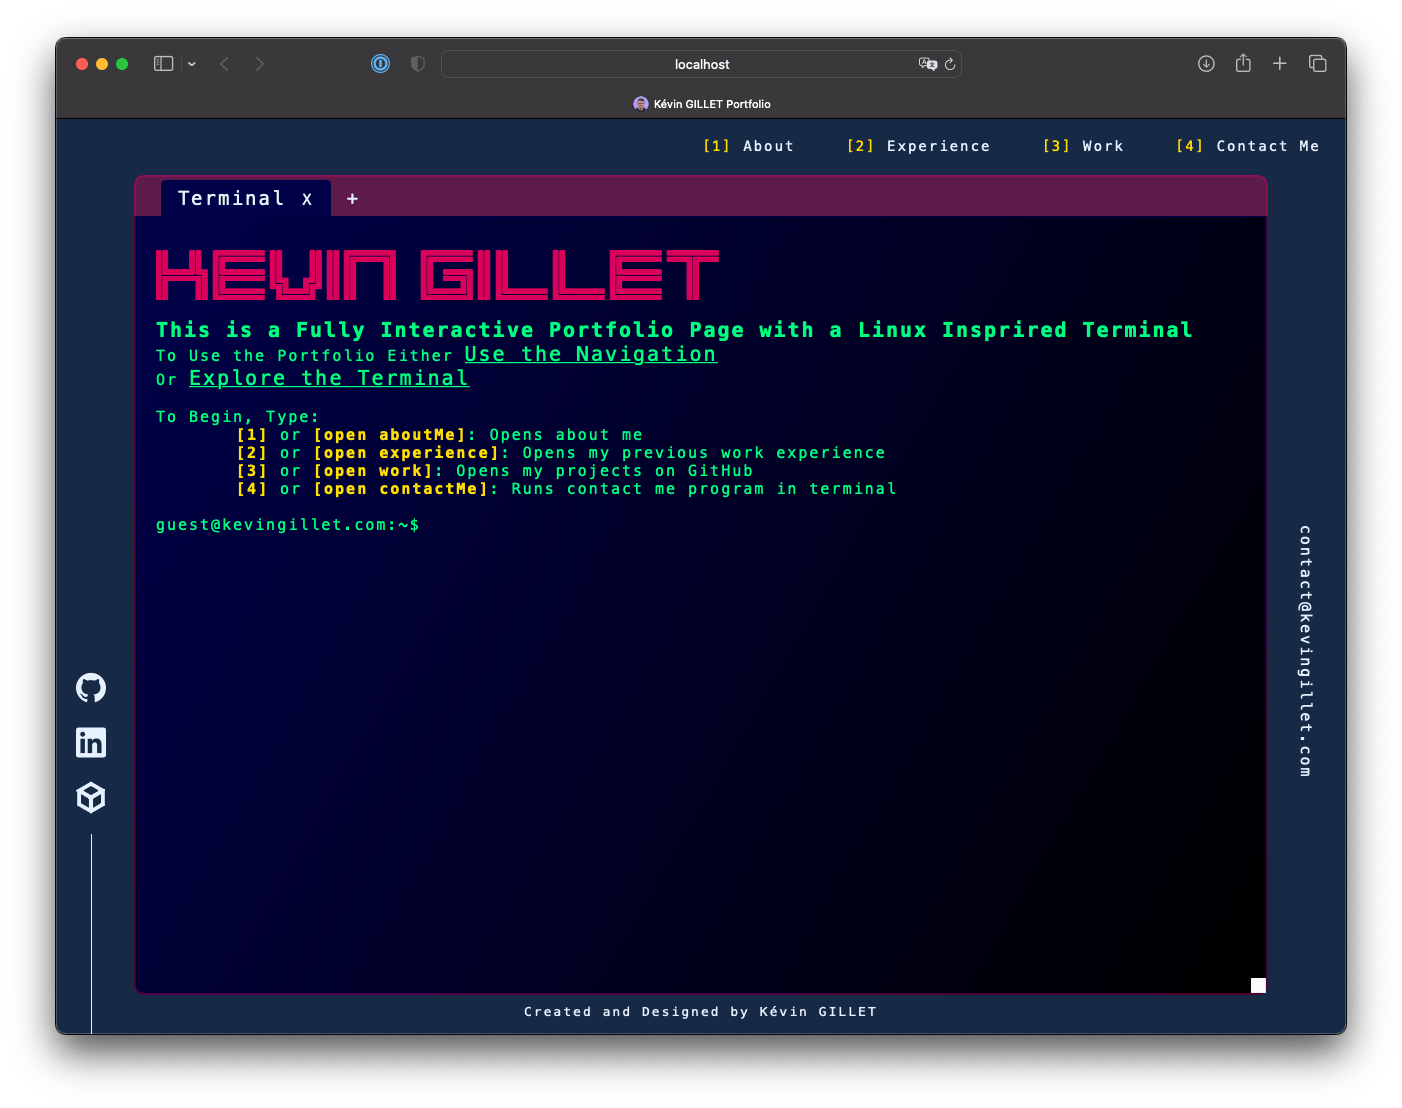 localhost
Kévin GILLET Portfolio
[1] About [2] Experience [3] Work [4] Contact Me
Terminal x +
KEVIN GILLET
This is a Fully Interactive Portfolio Page with a Linux Insprired Terminal
To Use the Portfolio Either Use the Navigation
Or Explore the Terminal
To Begin, Type:
[1] or [open aboutMe]: Opens about me
[2] or [open experience]: Opens my previous work experience
[3] or [open work]: Opens my projects on GitHub
[4] or [open contactMe]: Runs contact me program in terminal
guest@kevingillet.com:~$
contact@kevingillet.com
in
Created and Designed by Kévin GILLET